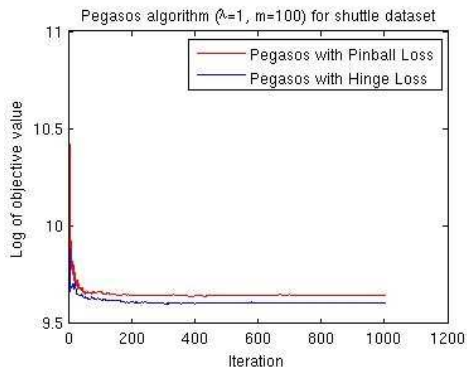 Pegasos algorithm (λ=1, m=100) for shuttle dataset
11
10.5
10
9.5
Log of objective value
Pegasos with Pinball Loss
Pegasos with Hinge Loss
0 200 400 600 800 1000 1200
Iteration